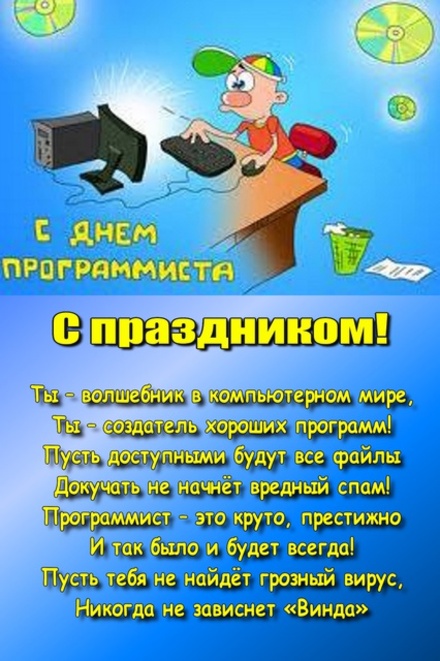 С ДНЕМ
ПРОГРАММИСТА
С праздником!
Ты – волшебник в компьютерном мире,
Ты – создатель хороших программ!
Пусть доступными будут все файлы
Докучать не начнёт вредный спам!
Программист – это круто, престижно
И так было и будет всегда!
Пусть тебя не найдёт грозный вирус,
Никогда не зависнет «Винда»